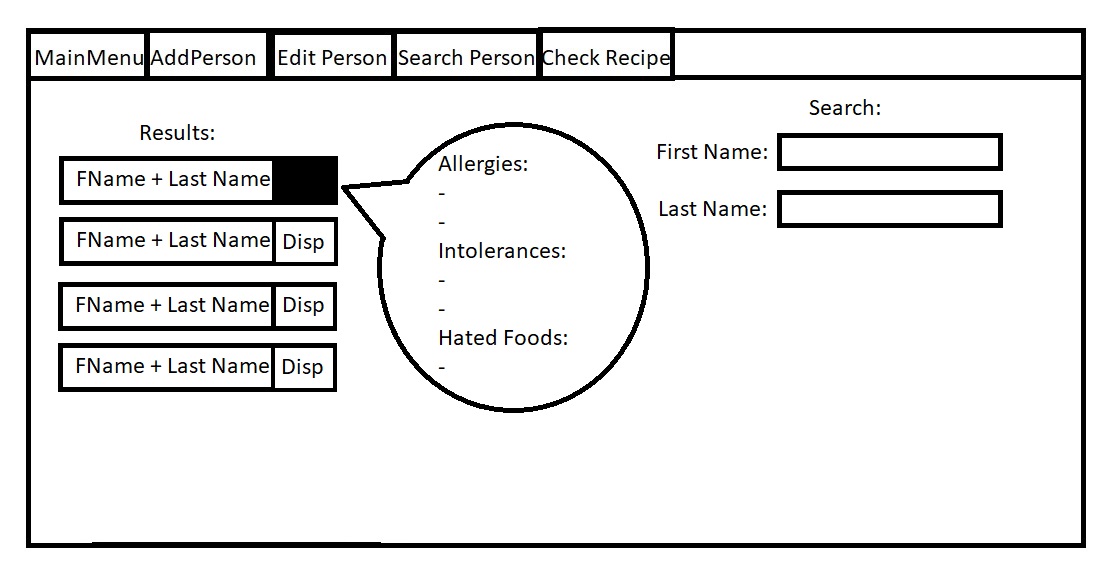 MainMenu AddPerson Edit Person Search Person Check Recipe
Results:
FName + Last Name
FName + Last Name Disp
FName + Last Name Disp
FName + Last Name Disp
Allergies:
-
-
Intolerances:
-
-
Hated Foods:
-
Search:
First Name:
Last Name: